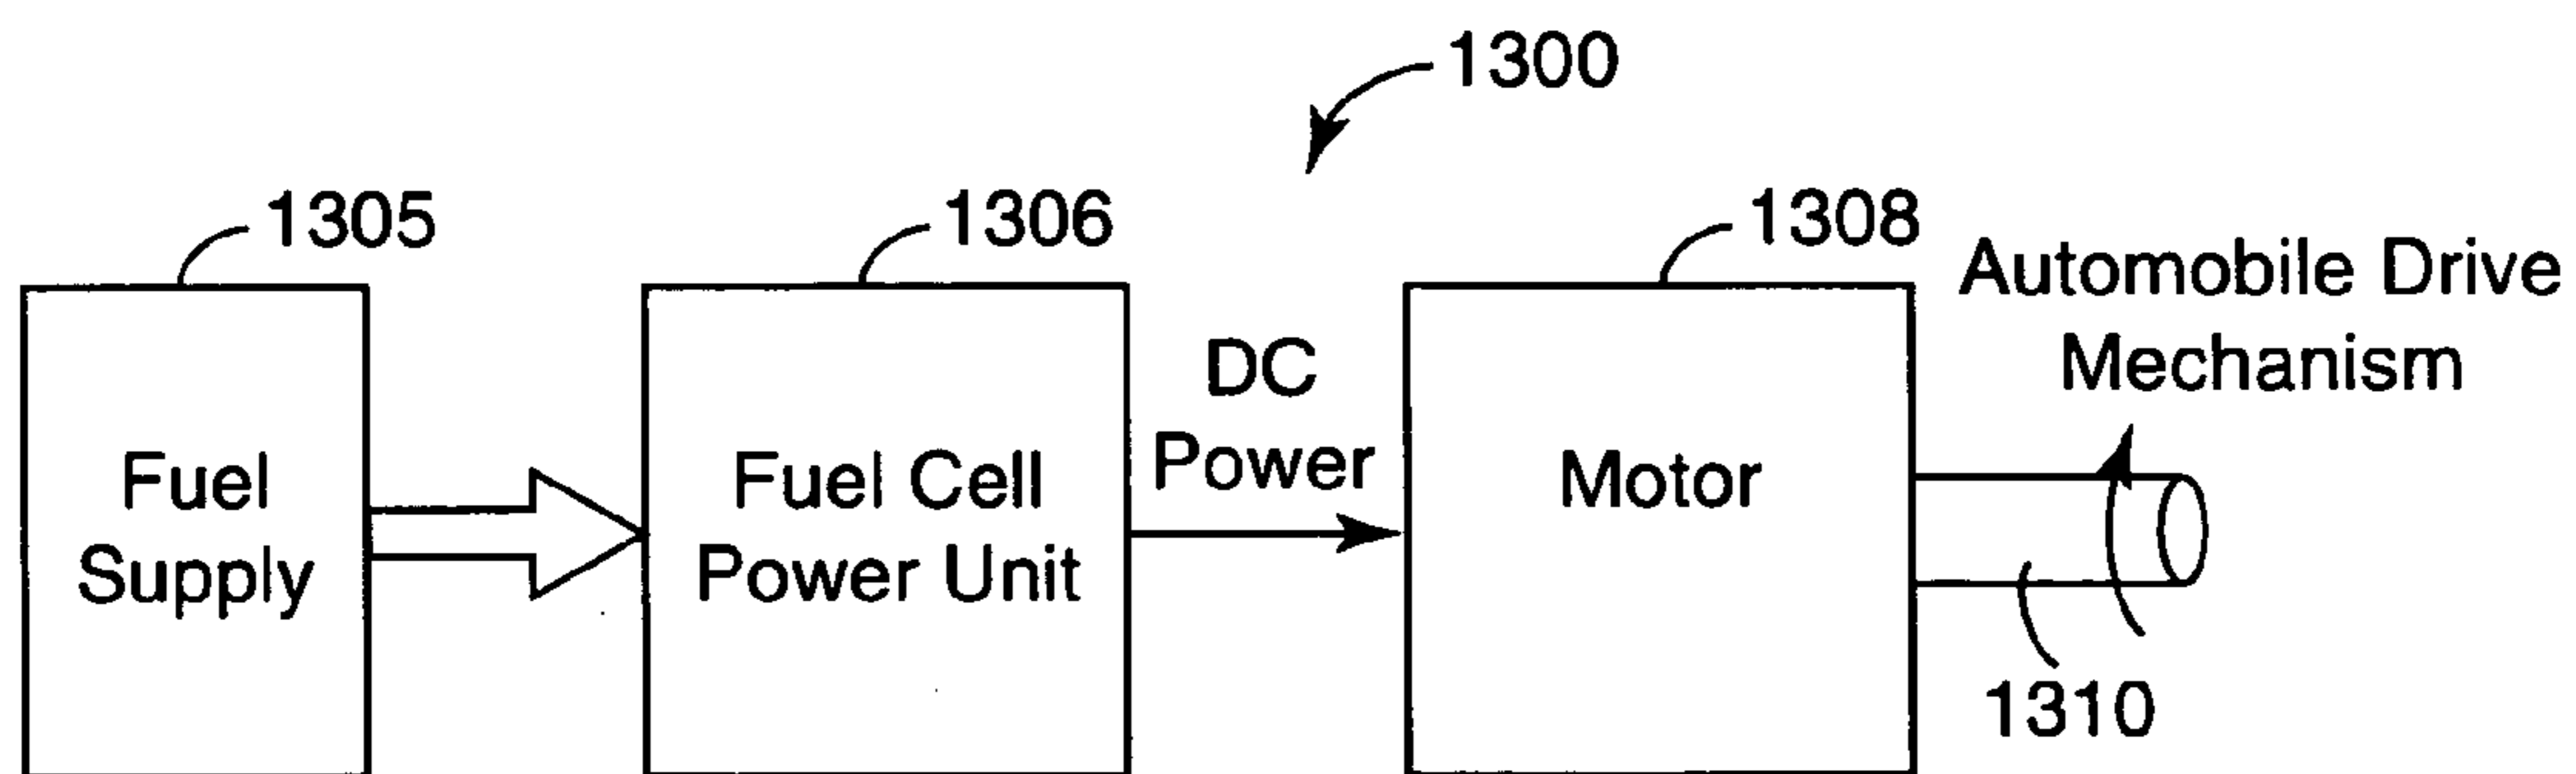 1300
1305
1306
1308
Automobile Drive
Mechanism
DC
Power
Fuel
Supply
Fuel Cell
Power Unit
Motor
1310